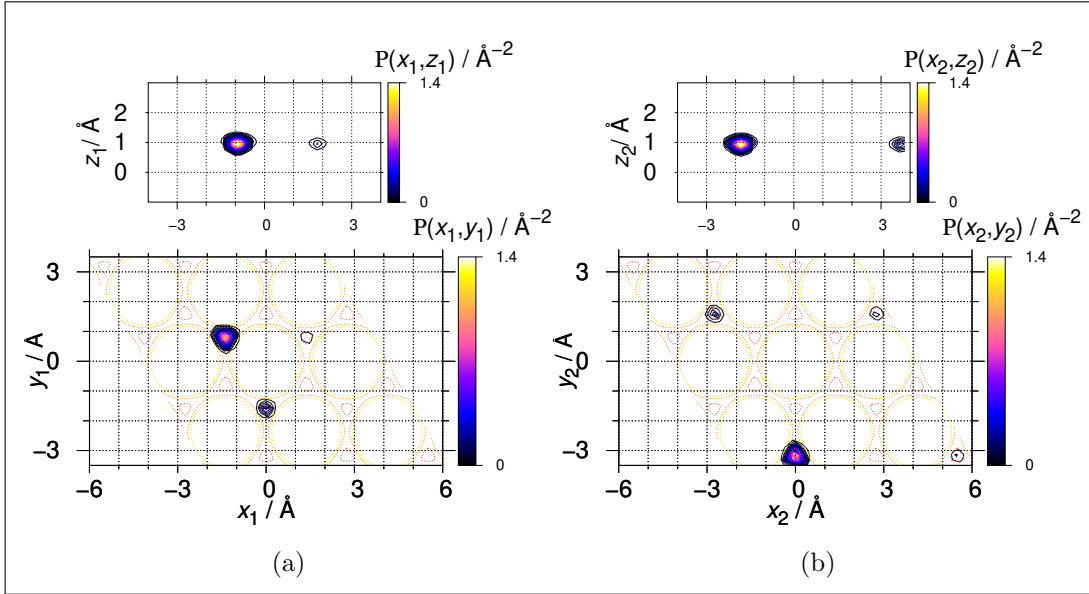 P(x1,z1) / Å−2
1.4
0
z1/ Å
2
1
0
−3 0 3
P(x1,y1) / Å−2
1.4
0
y1/ Å
3
0
−3
−6 −3 0 3 6
x1 / Å
(a)
P(x2,z2) / Å−2
1.4
0
z2/ Å
2
1
0
−3 0 3
P(x2,y2) / Å−2
1.4
0
y2/ Å
3
0
−3
−6 −3 0 3 6
x2 / Å
(b)